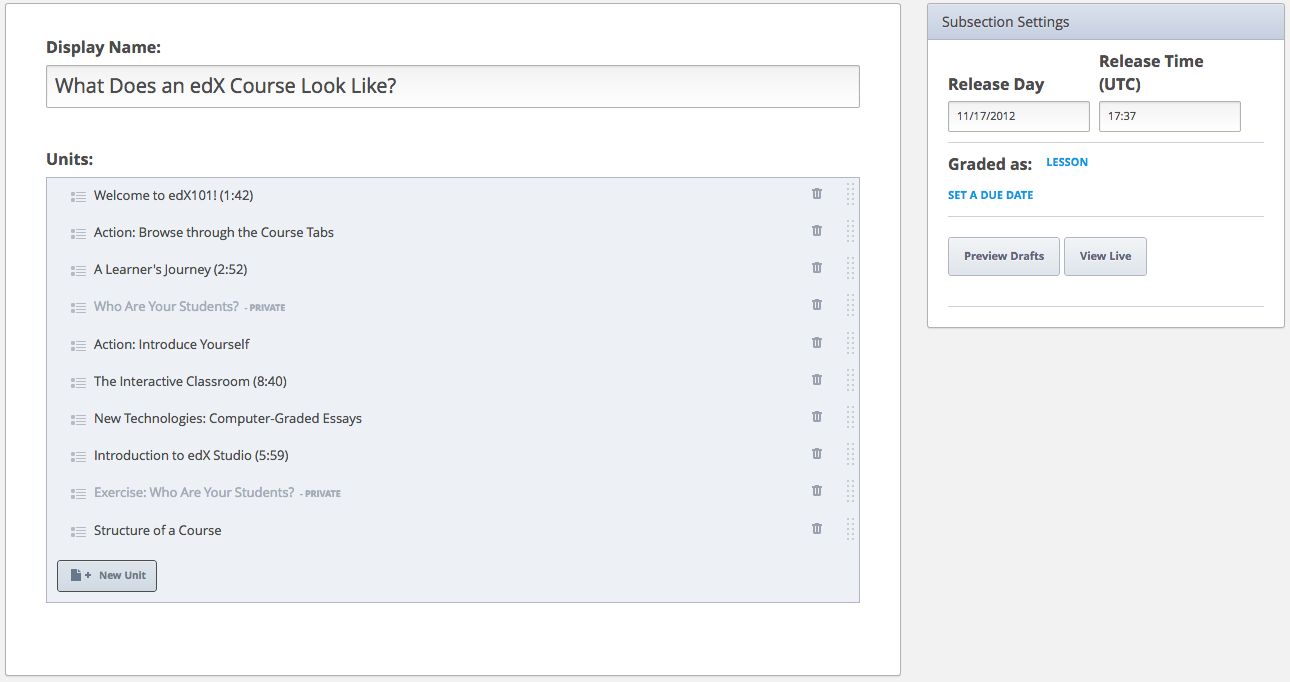 Display Name:
What Does an edX Course Look Like?
Units:
Welcome to edX101! (1:42)
Action: Browse through the Course Tabs
A Learner's Journey (2:52)
Who Are Your Students? - PRIVATE
Action: Introduce Yourself
The Interactive Classroom (8:40)
New Technologies: Computer-Graded Essays
Introduction to edX Studio (5:59)
Exercise: Who Are Your Students? - PRIVATE
Structure of a Course
+ New Unit
Subsection Settings
Release Day
11/17/2012
Release Time
(UTC)
17:37
Graded as: LESSON
SET A DUE DATE
Preview Drafts View Live